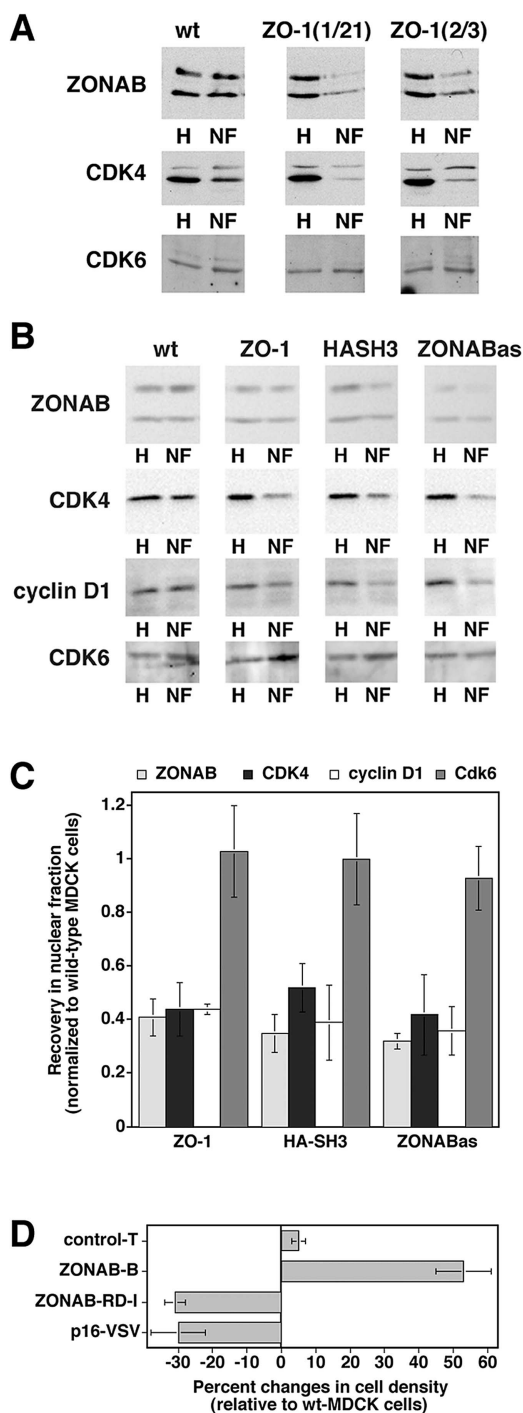 A
wt ZO-1(1/21) ZO-1(2/3)
ZONAB
H NF H NF H NF
CDK4
H NF H NF H NF
CDK6
B
wt ZO-1 HASH3 ZONABas
ZONAB
H NF H NF H NF H NF
CDK4
H NF H NF H NF H NF
cyclin D1
H NF H NF H NF H NF
CDK6
H NF H NF H NF H NF
C
ZONAB CDK4 cyclin D1 Cdk6
Recovery in nuclear fraction
(normalized to wild-type MDCK cells)
1.2
1
0.8
0.6
0.4
0.2
0
ZO-1 HA-SH3 ZONABas
D
control-T
ZONAB-B
ZONAB-RD-I
p16-VSV
-30 -20 -10 0 10 20 30 40 50 60
Percent changes in cell density
(relative to wt-MDCK cells)